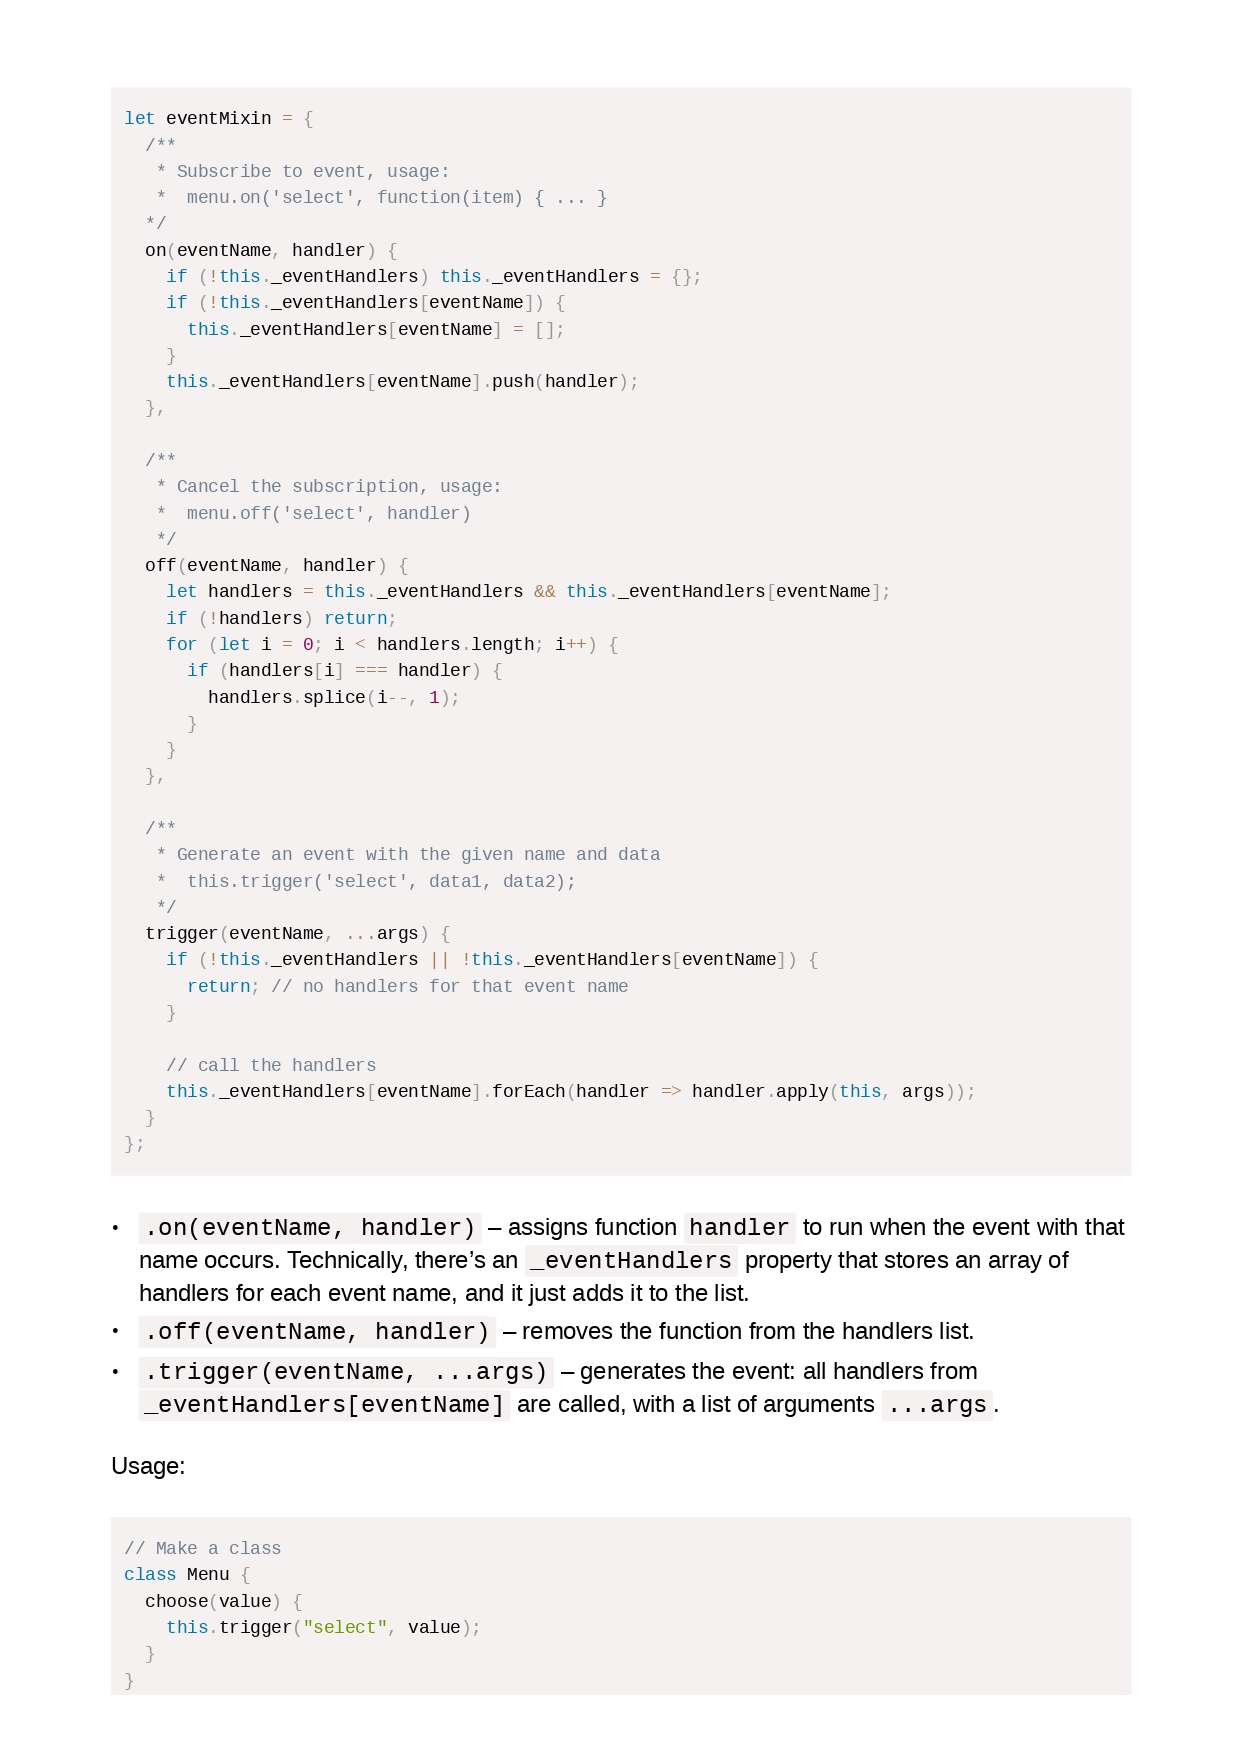 let eventMixin = {
  /**
   * Subscribe to event, usage:
   *  menu.on('select', function(item) { ... }
  */
  on(eventName, handler) {
    if (!this._eventHandlers) this._eventHandlers = {};
    if (!this._eventHandlers[eventName]) {
      this._eventHandlers[eventName] = [];
    }
    this._eventHandlers[eventName].push(handler);
  },

  /**
   * Cancel the subscription, usage:
   *  menu.off('select', handler)
   */
  off(eventName, handler) {
    let handlers = this._eventHandlers && this._eventHandlers[eventName];
    if (!handlers) return;
    for (let i = 0; i < handlers.length; i++) {
      if (handlers[i] === handler) {
        handlers.splice(i--, 1);
      }
    }
  },

  /**
   * Generate an event with the given name and data
   *  this.trigger('select', data1, data2);
   */
  trigger(eventName, ...args) {
    if (!this._eventHandlers || !this._eventHandlers[eventName]) {
      return; // no handlers for that event name
    }

    // call the handlers
    this._eventHandlers[eventName].forEach(handler => handler.apply(this, args));
  }
};
• .on(eventName, handler) – assigns function handler to run when the event with that
name occurs. Technically, there’s an _eventHandlers property that stores an array of
handlers for each event name, and it just adds it to the list.
• .off(eventName, handler) – removes the function from the handlers list.
• .trigger(eventName, ...args) – generates the event: all handlers from
_eventHandlers[eventName] are called, with a list of arguments ...args.
Usage:
// Make a class
class Menu {
  choose(value) {
    this.trigger("select", value);
  }
}